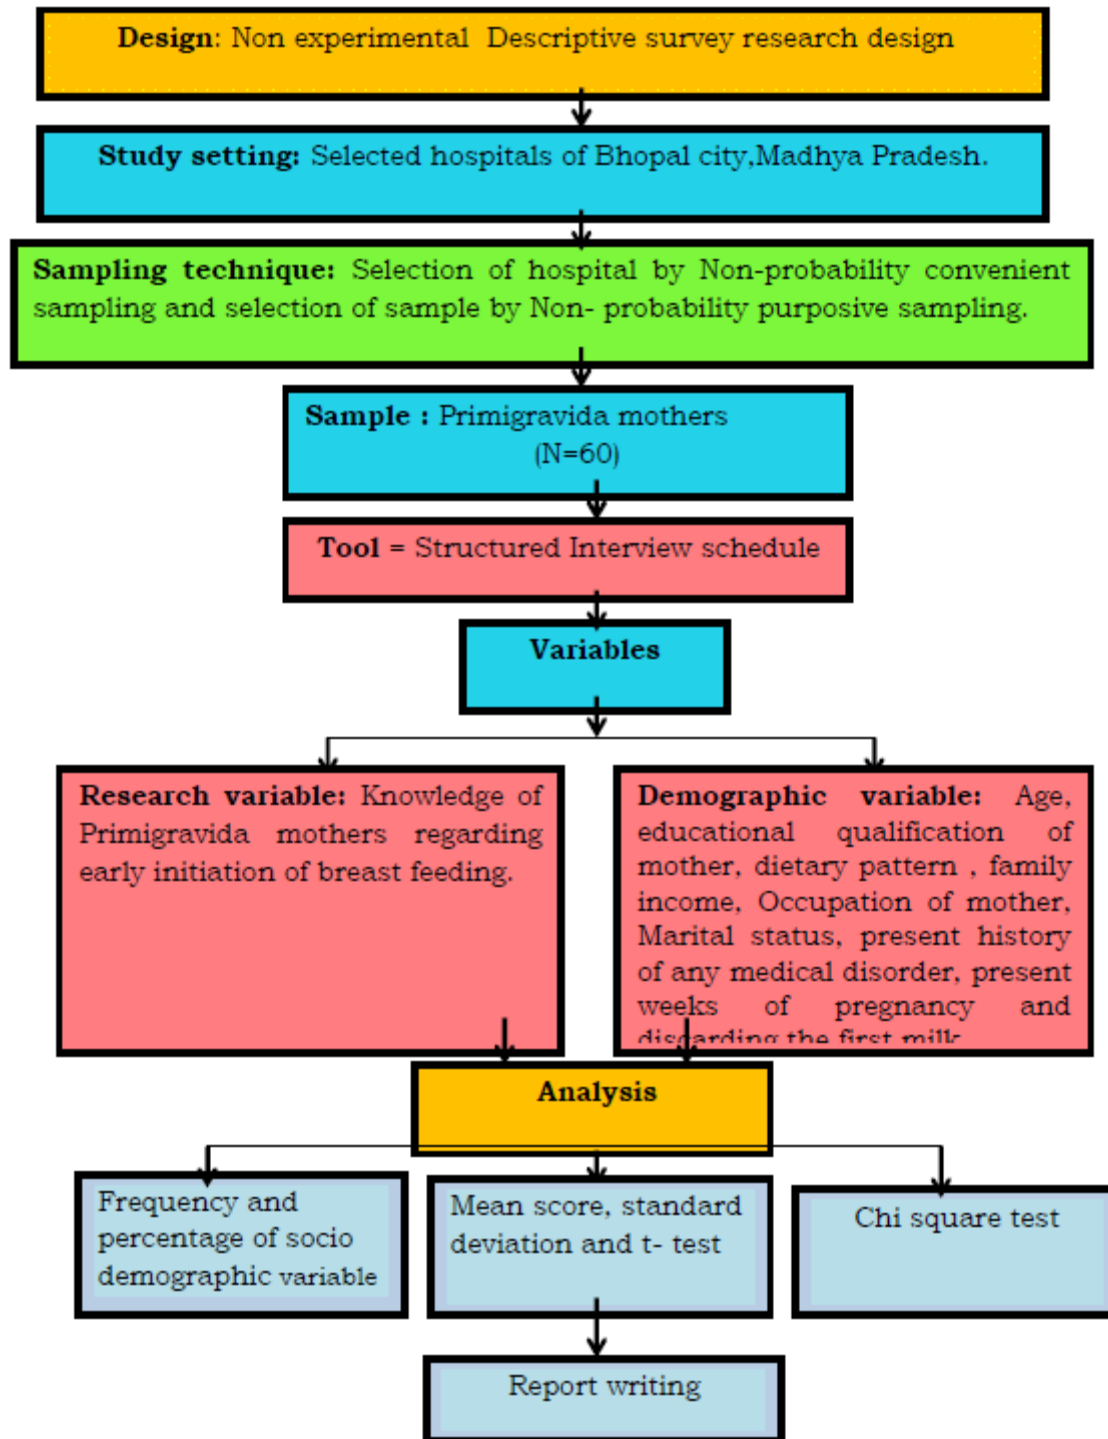 Design: Non experimental Descriptive survey research design
Study setting: Selected hospitals of Bhopal city,Madhya Pradesh.
Sampling technique: Selection of hospital by Non-probability convenient
sampling and selection of sample by Non- probability purposive sampling.
Sample : Primigravida mothers
(N=60)
Tool = Structured Interview schedule
Variables
Research variable: Knowledge of
Primigravida mothers regarding
early initiation of breast feeding.
Demographic variable: Age,
educational qualification of
mother, dietary pattern , family
income, Occupation of mother,
Marital status, present history
of any medical disorder, present
weeks of pregnancy and
discarding the first milk
Analysis
Frequency and
percentage of socio
demographic variable
Mean score, standard
deviation and t- test
Chi square test
Report writing